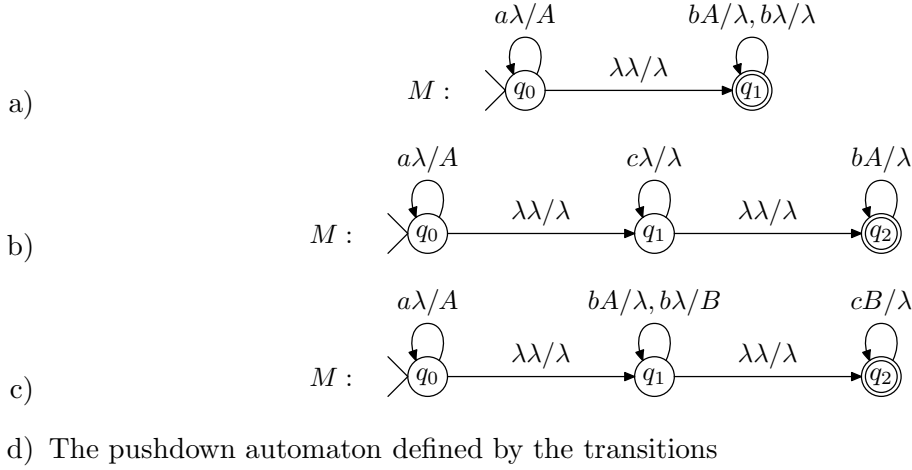 aλ/A bA/λ, bλ/λ
λλ/λ
a) M : q0 q1
aλ/A cλ/λ bA/λ
λλ/λ λλ/λ
b) M : q0 q1 q2
aλ/A bA/λ, bλ/B cB/λ
λλ/λ λλ/λ
c) M : q0 q1 q2
d) The pushdown automaton defined by the transitions